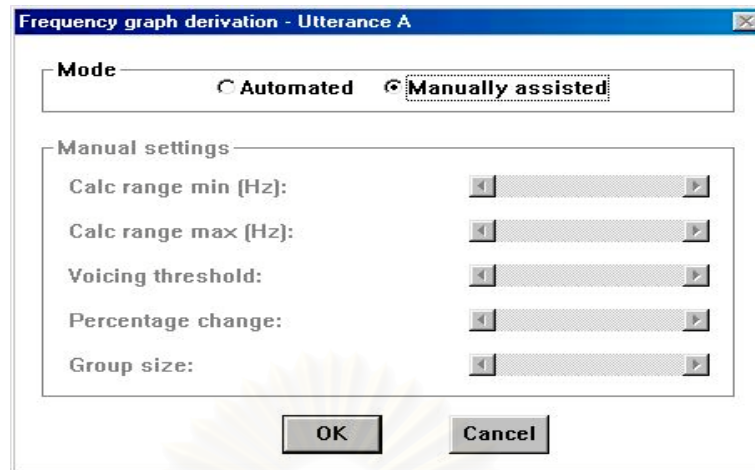 Frequency graph derivation - Utterance A
Mode
Automated Manually assisted
Manual settings
Calc range min (Hz):
Calc range max (Hz):
Voicing threshold:
Percentage change:
Group size:
OK Cancel